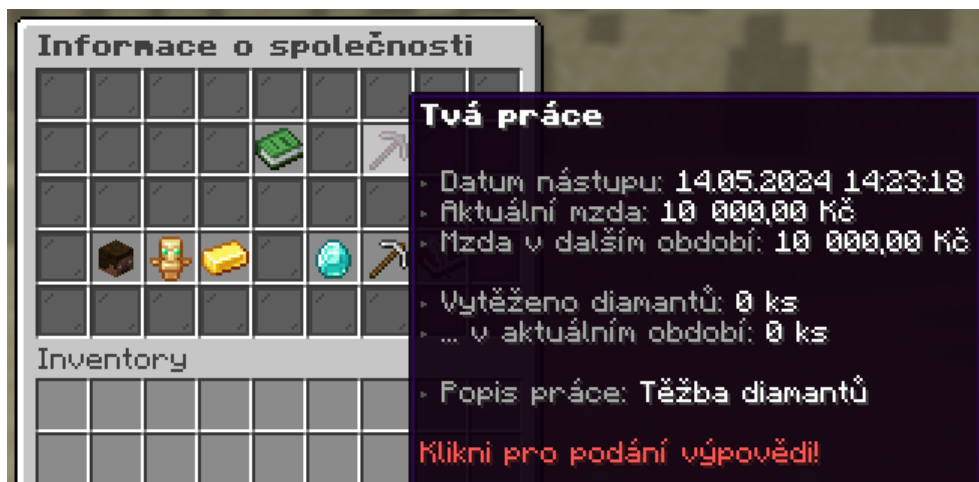 Informace o společnosti
Tvá práce
Datum nástupu: 14.05.2024 14:23:18
Aktuální mzda: 10 000,00 Kč
Mzda v dalším období: 10 000,00 Kč
Vytěženo diamantů: 0 ks
... v aktuálním období: 0 ks
Popis práce: Těžba diamantů
Klikni pro podání výpovědi!
Inventory